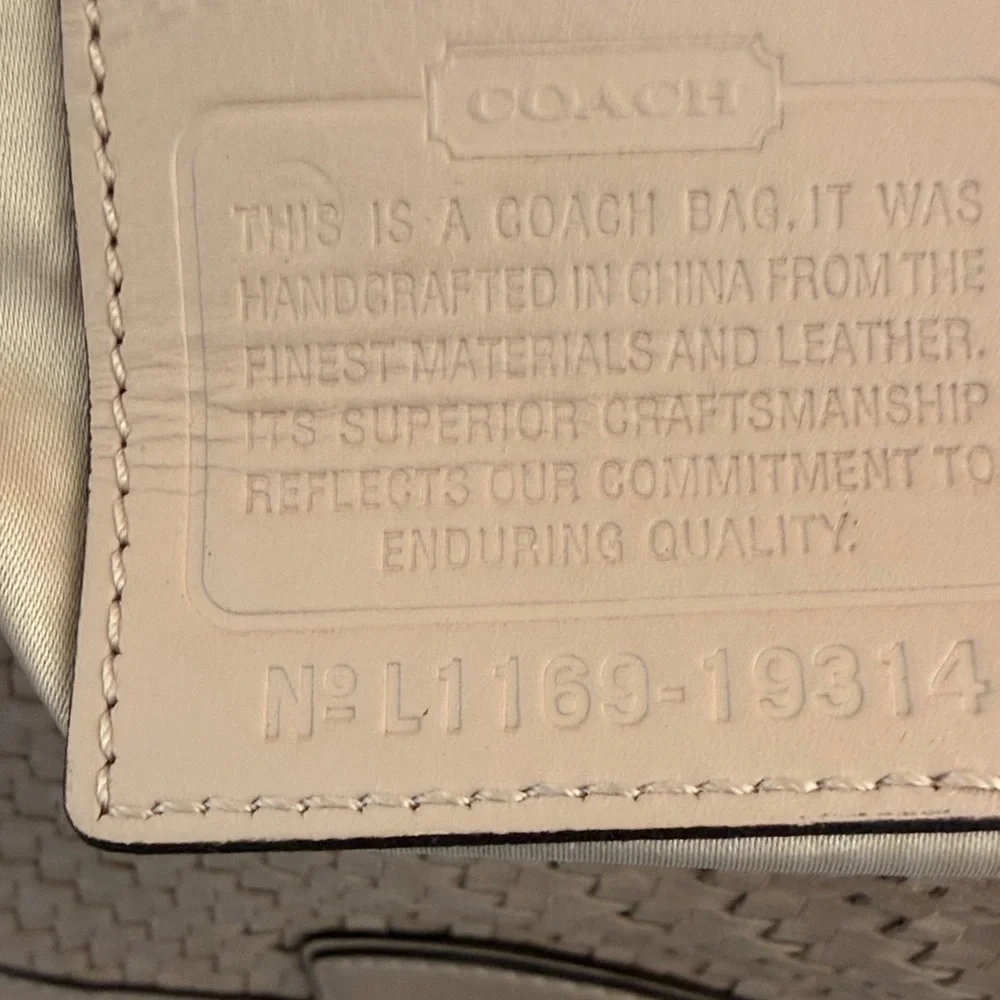 COACH
THIS IS A COACH BAG. IT WAS
HANDCRAFTED IN CHINA FROM THE
FINEST MATERIALS AND LEATHER.
ITS SUPERIOR CRAFTSMANSHIP
REFLECTS OUR COMMITMENT TO
ENDURING QUALITY.
Nº L1169-19314